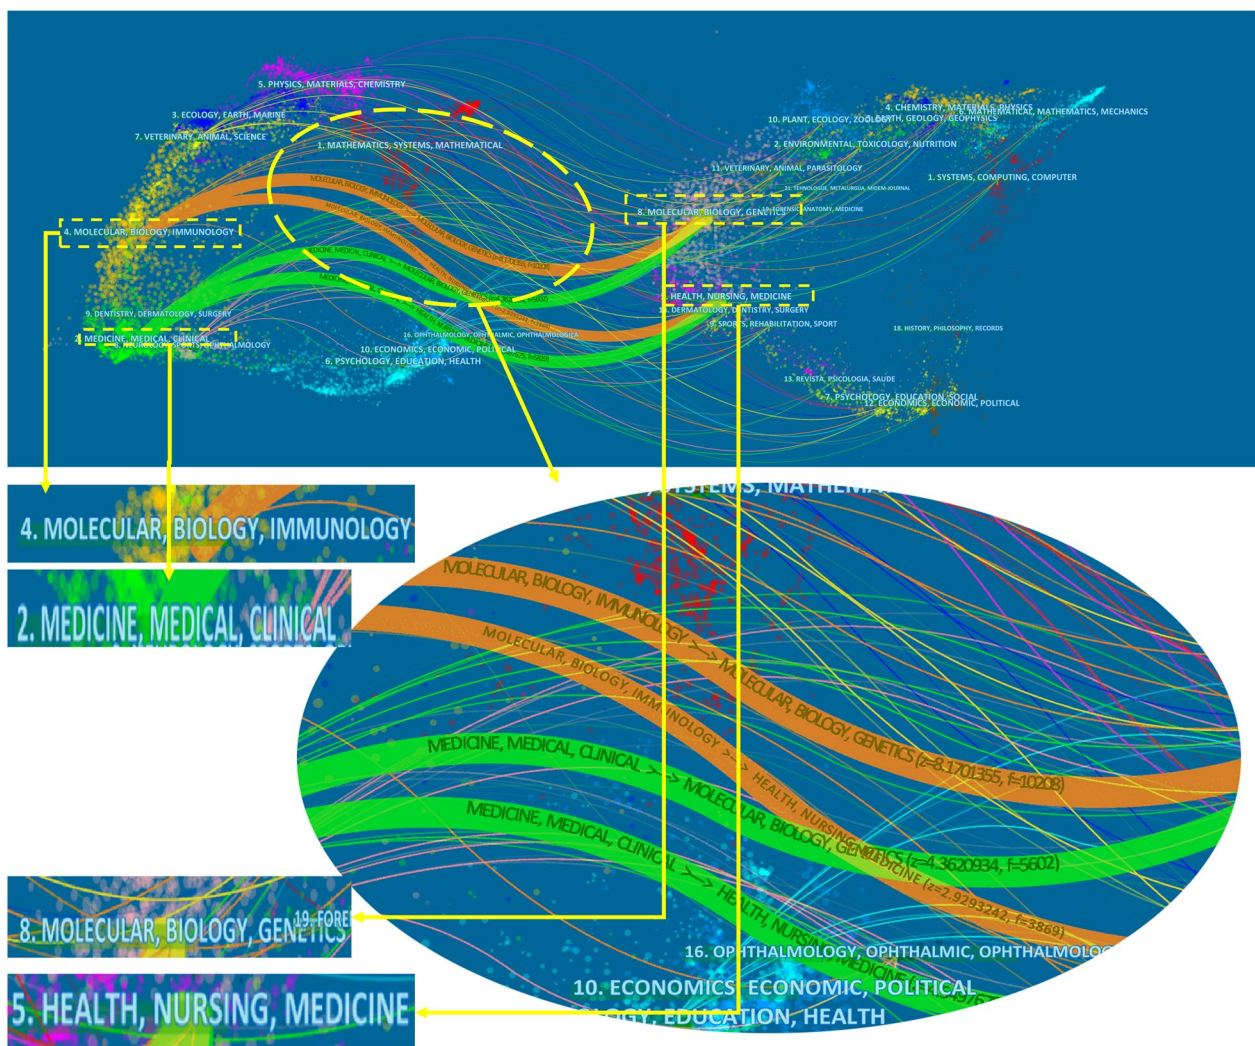 5. PHYSICS, MATERIALS, CHEMISTRY
3. ECOLOGY, EARTH, MARINE
7. VETERINARY, ANIMAL, SCIENCE
1. MATHEMATICS, SYSTEMS, MATHEMATICAL
4. MOLECULAR, BIOLOGY, IMMUNOLOGY
9. DENTISTRY, DERMATOLOGY, SURGERY
2. MEDICINE, MEDICAL, CLINICAL
16. OPHTHALMOLOGY, OPHTHALMIC, OPHTHALMOLOGICA
10. ECONOMICS, ECONOMIC, POLITICAL
6. PSYCHOLOGY, EDUCATION, HEALTH
4. CHEMISTRY, MATERIALS, PHYSICS
MATHEMATICAL, MATHEMATICS, MECHANICS
10. PLANT, ECOLOGY, ZOOLOGY
EARTH, GEOLOGY, GEOPHYSICS
2. ENVIRONMENTAL, TOXICOLOGY, NUTRITION
11. VETERINARY, ANIMAL, PARASITOLOGY
1. SYSTEMS, COMPUTING, COMPUTER
8. MOLECULAR, BIOLOGY, GENETICS
ANATOMY, MEDICINE
HEALTH, NURSING, MEDICINE
DERMATOLOGY, DENTISTRY, SURGERY
SPORTS, REHABILITATION, SPORT
18. HISTORY, PHILOSOPHY, RECORDS
13. REVISTA, PSICOLOGIA, SAUDE
7. PSYCHOLOGY, EDUCATION, SOCIAL
12. ECONOMICS, ECONOMIC, POLITICAL
4. MOLECULAR, BIOLOGY, IMMUNOLOGY
2. MEDICINE, MEDICAL, CLINICAL
SYSTEMS,
MOLECULAR, BIOLOGY, IMMUNOLOGY >--> MOLECULAR, BIOLOGY, GENETICS (z=8.1701355, f=10208)
MOLECULAR, BIOLOGY, IMMUNOLOGY >--> HEALTH, NURSING, MEDICINE (z=2.9293242, f=3869)
MEDICINE, MEDICAL, CLINICAL >--> MOLECULAR, BIOLOGY, GENETICS (z=4.3620934, f=5602)
MEDICINE, MEDICAL, CLINICAL >--> HEALTH, NURSING, MEDICINE
16. OPHTHALMOLOGY, OPHTHALMIC, OPHTHALMOLO
10. ECONOMICS ECONOMIC, POLITICAL
OLOGY, EDUCATION, HEALTH
8. MOLECULAR, BIOLOGY, GENETICS
19. FORE
5. HEALTH, NURSING, MEDICINE